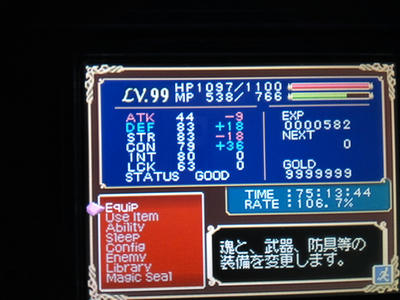 LV.99 HP1097/1100
MP 538/ 766
ATK 44 -9
DEF 83 +18
STR 83 -18
CON 79 +36
INT 80 0
LCK 63 0
STATUS GOOD
EXP
0000582
NEXT
0
GOLD
9999999
TIME :75:13:44
RATE :106.7%
Equip
Use Item
Ability
Sleep
Config
Enemy
Library
Magic Seal
魂と、武器、防具等の
装備を変更します。